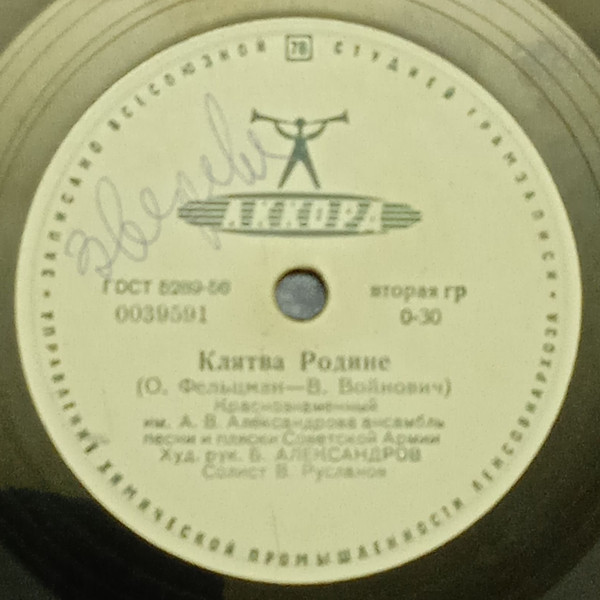 ЗАПИСАНО ВСЕСОЮЗНОЙ 78 СТУДИЕЙ ГРАМЗАПИСИ
АККОРД
ГОСТ 5289-56
вторая гр
0039591
0-30
Клятва Родине
(О. Фельцман—В. Войнович)
Краснознаменный
им. А. В. Александрова ансамбль
песни и пляски Советской Армии
Худ. рук. Б. АЛЕКСАНДРОВ
Солист В. Русланов
УПРАВЛЕНИЕ ХИМИЧЕСКОЙ ПРОМЫШЛЕННОСТИ ЛЕНСОВНАРХОЗА